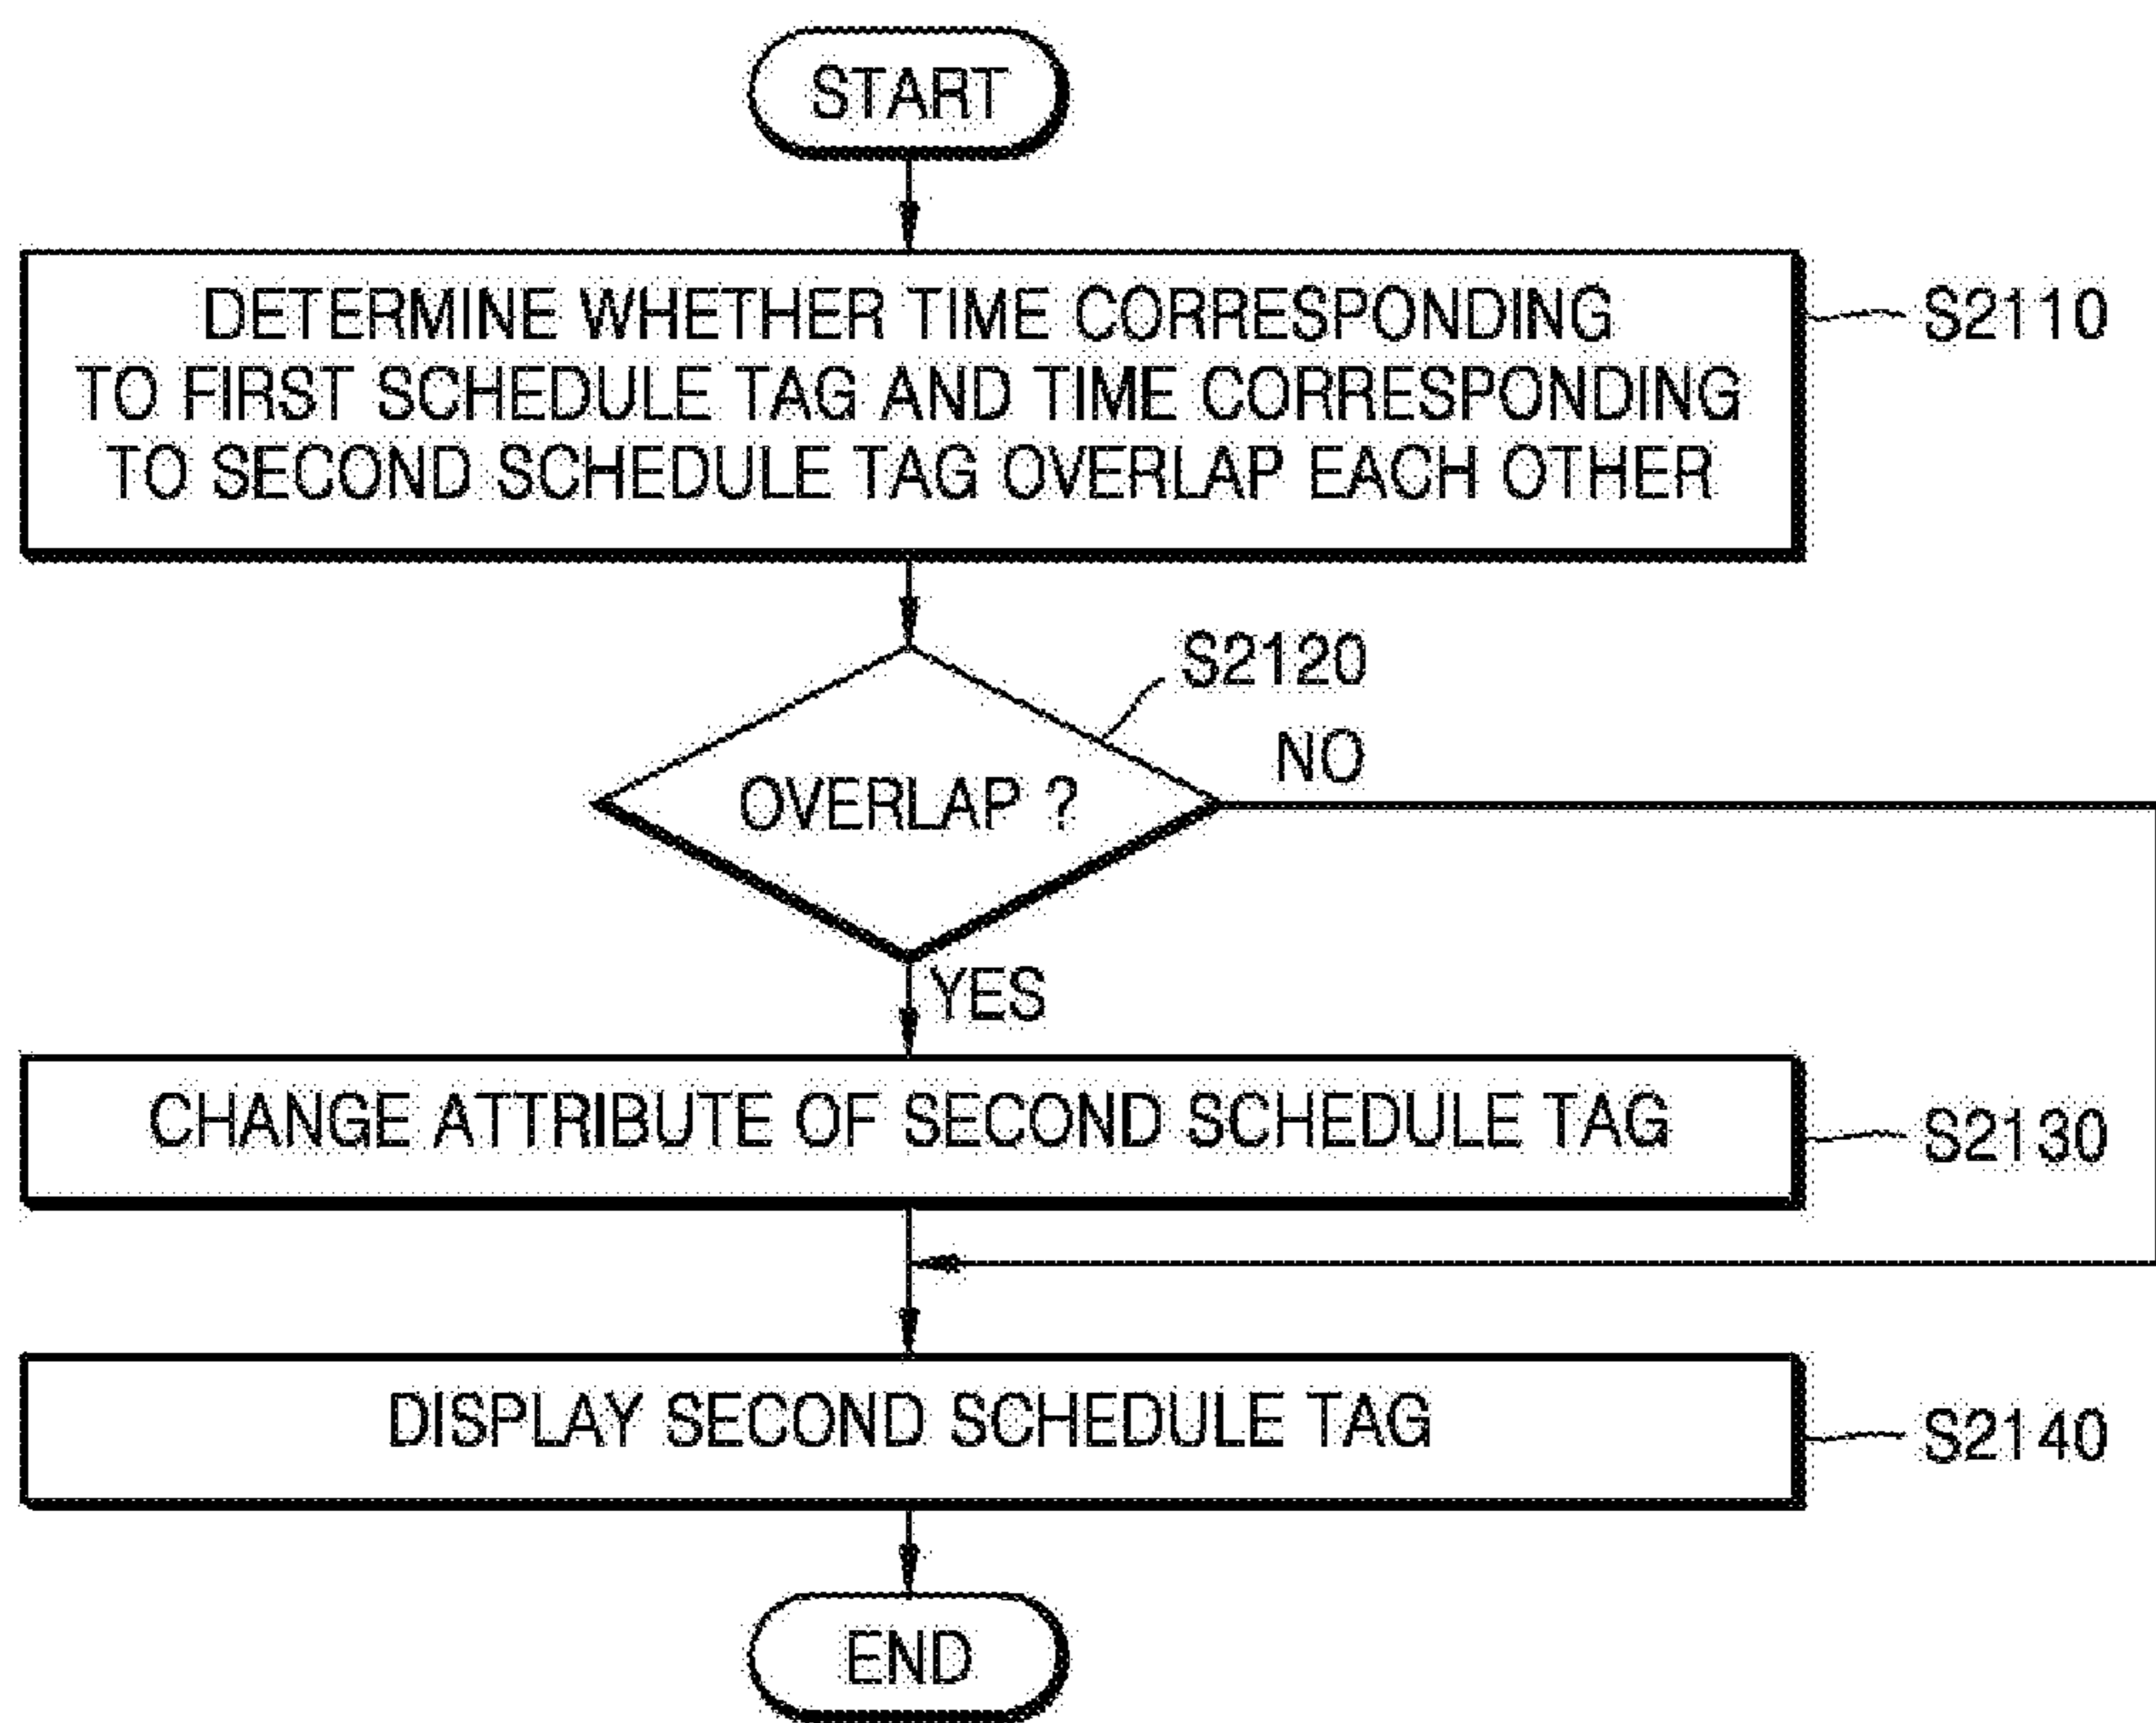 START
DETERMINE WHETHER TIME CORRESPONDING
TO FIRST SCHEDULE TAG AND TIME CORRESPONDING
TO SECOND SCHEDULE TAG OVERLAP EACH OTHER
S2110
S2120
OVERLAP ?
NO
YES
CHANGE ATTRIBUTE OF SECOND SCHEDULE TAG
S2130
DISPLAY SECOND SCHEDULE TAG
S2140
END